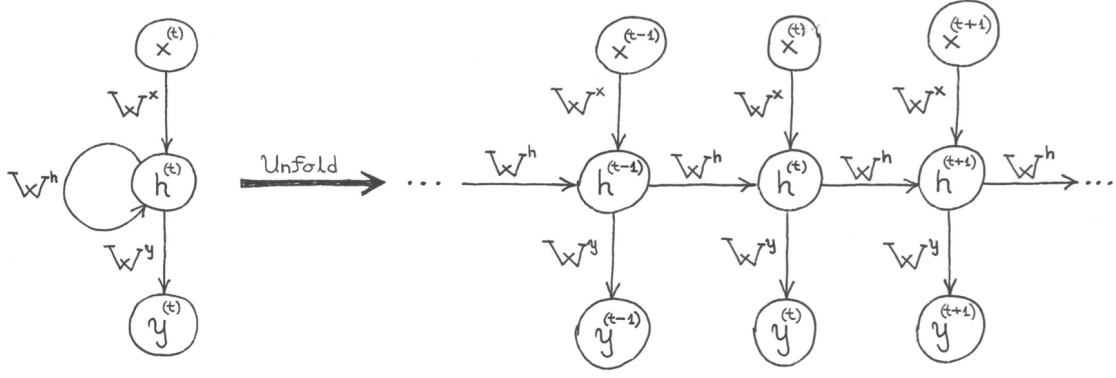 x^(t) x^(t-1) x^(t) x^(t+1)
W^x W^x W^x W^x
W^h h^(t) Unfold ... W^h h^(t-1) W^h h^(t) W^h h^(t+1) W^h ...
W^y W^y W^y W^y
y^(t) y^(t-1) y^(t) y^(t+1)